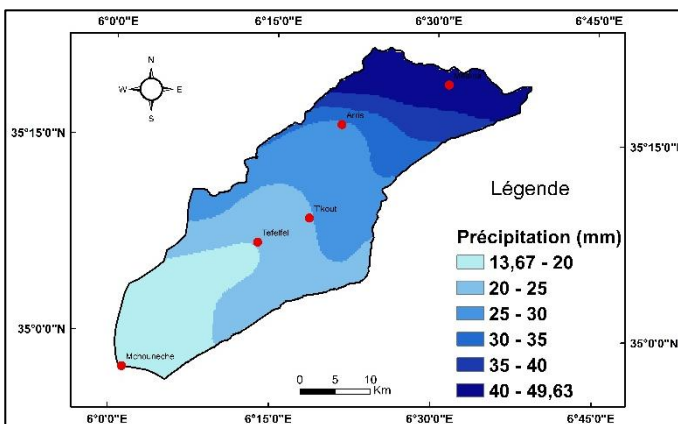 6°0'0"E 6°15'0"E 6°30'0"E 6°45'0"E
N
W E
S
Arris
35°15'0"N 35°15'0"N
T'kout
Tefelfel
Légende
Précipitation (mm)
13,67 - 20
20 - 25
25 - 30
30 - 35
35 - 40
40 - 49,63
35°0'0"N 35°0'0"N
Mchouneche
0 5 10
Km
6°0'0"E 6°15'0"E 6°30'0"E 6°45'0"E